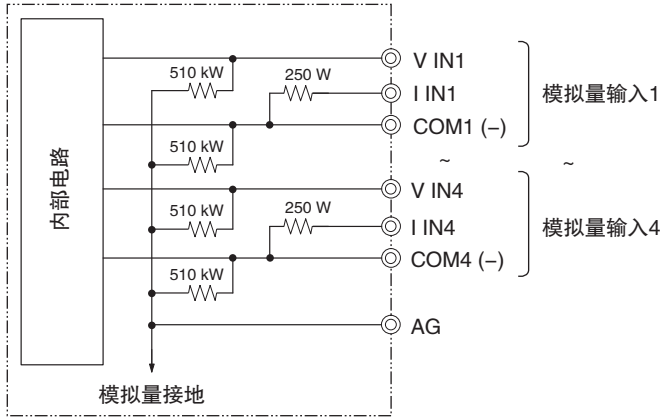 V IN1
510 kW
250 W
I IN1
模拟量输入1
COM1 (–)
510 kW
~
~
V IN4
510 kW
250 W
I IN4
模拟量输入4
COM4 (–)
510 kW
内部电路
AG
模拟量接地